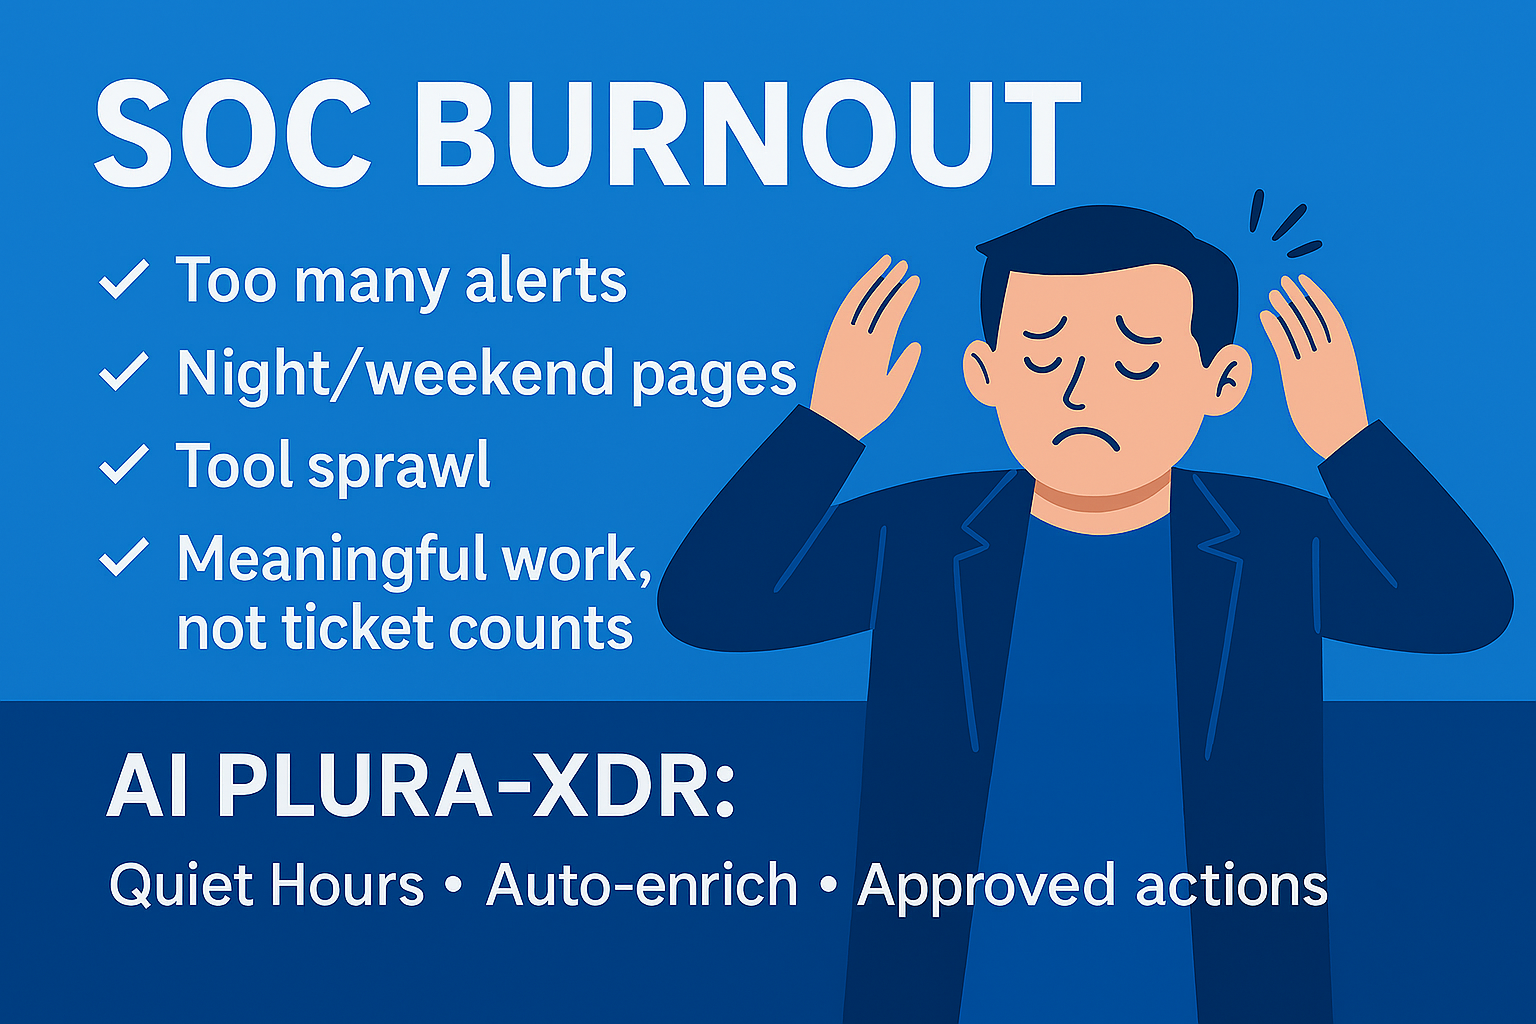 SOC BURNOUT
Too many alerts
Night/weekend pages
Tool sprawl
Meaningful work,
not ticket counts
AI PLURA-XDR:
Quiet Hours • Auto-enrich • Approved actions